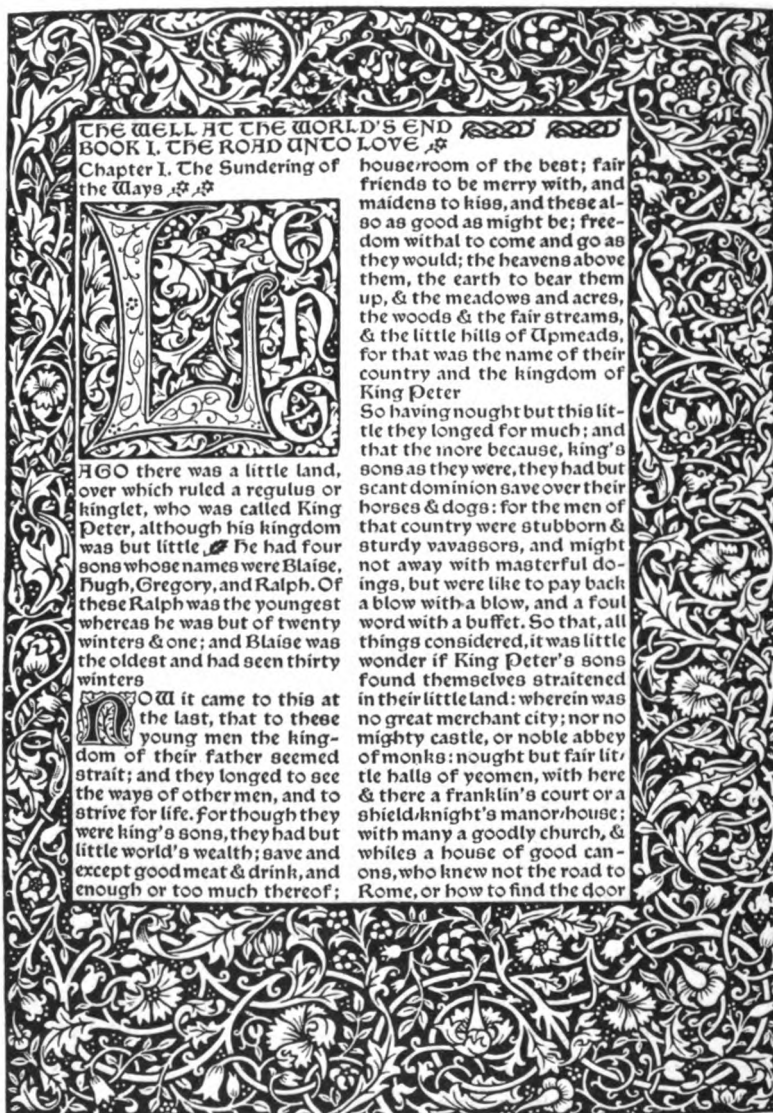 THE WELL AT THE WORLD'S END
BOOK I. THE ROAD UNTO LOVE
Chapter I. The Sundering of
the Ways
LONG
AGO there was a little land,
over which ruled a regulus or
kinglet, who was called King
Peter, although his kingdom
was but little. He had four
sons whose names were Blaise,
Hugh, Gregory, and Ralph. Of
these Ralph was the youngest
whereas he was but of twenty
winters & one; and Blaise was
the oldest and had seen thirty
winters
NOW it came to this at
the last, that to these
young men the king-
dom of their father seemed
strait; and they longed to see
the ways of other men, and to
strive for life. For though they
were king's sons, they had but
little world's wealth; save and
except good meat & drink, and
enough or too much thereof;
house-room of the best; fair
friends to be merry with, and
maidens to kiss, and these al-
so as good as might be; free-
dom withal to come and go as
they would; the heavens above
them, the earth to bear them
up, & the meadows and acres,
the woods & the fair streams,
& the little hills of Upmeads,
for that was the name of their
country and the kingdom of
King Peter
So having nought but this lit-
tle they longed for much; and
that the more because, king's
sons as they were, they had but
scant dominion save over their
horses & dogs: for the men of
that country were stubborn &
sturdy vavassors, and might
not away with masterful do-
ings, but were like to pay back
a blow with a blow, and a foul
word with a buffet. So that, all
things considered, it was little
wonder if King Peter's sons
found themselves straitened
in their little land: wherein was
no great merchant city; nor no
mighty castle, or noble abbey
of monks: nought but fair lit-
tle halls of yeomen, with here
& there a franklin's court or a
shield-knight's manor-house;
with many a goodly church, &
whiles a house of good can-
ons, who knew not the road to
Rome, or how to find the door